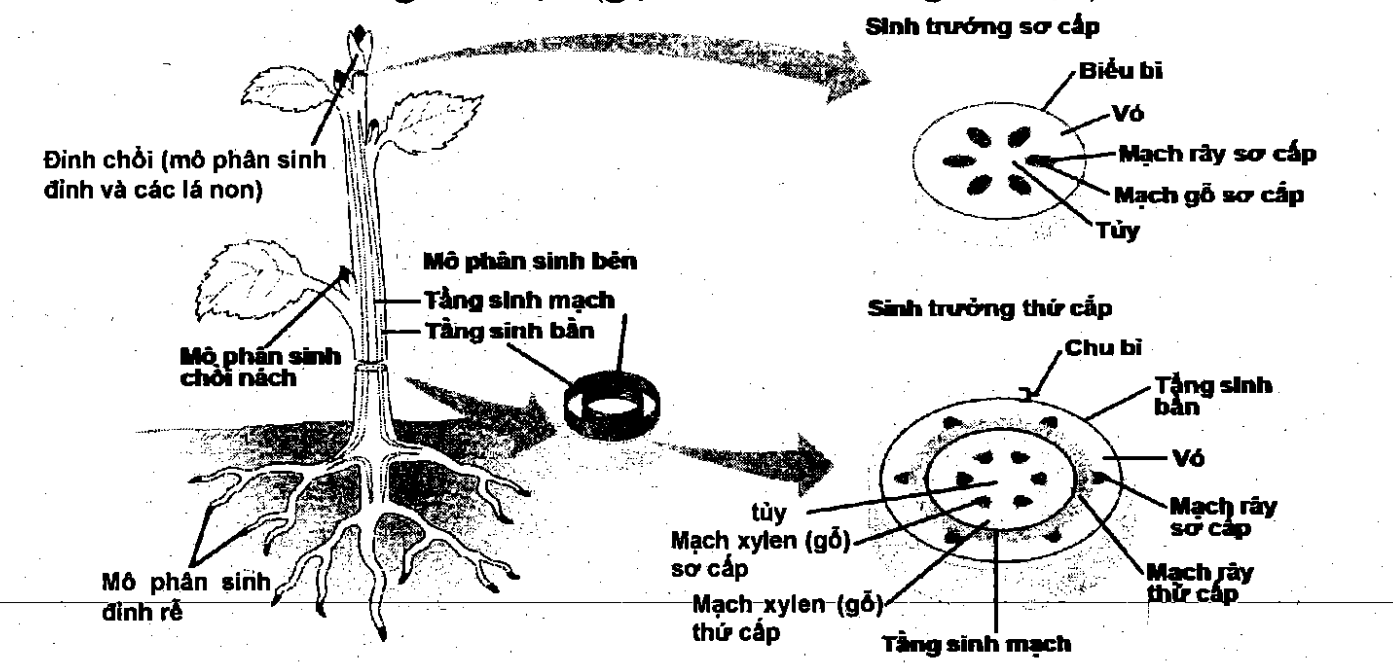 Sinh trưởng sơ cấp
Biểu bì
Vỏ
Mạch rây sơ cấp
Mạch gỗ sơ cấp
Tủy
Đỉnh chồi (mô phân sinh
đỉnh và các lá non)
Mô phân sinh bên
Tầng sinh mạch
Tầng sinh bần
Mô phân sinh
chồi nách
Sinh trưởng thứ cấp
Chu bì
Tầng sinh
bần
Vỏ
Mạch rây
sơ cấp
Mạch rây
thứ cấp
tủy
Mạch xylen (gỗ)
sơ cấp
Mạch xylen (gỗ)
thứ cấp
Tầng sinh mạch
Mô phân sinh
đỉnh rễ